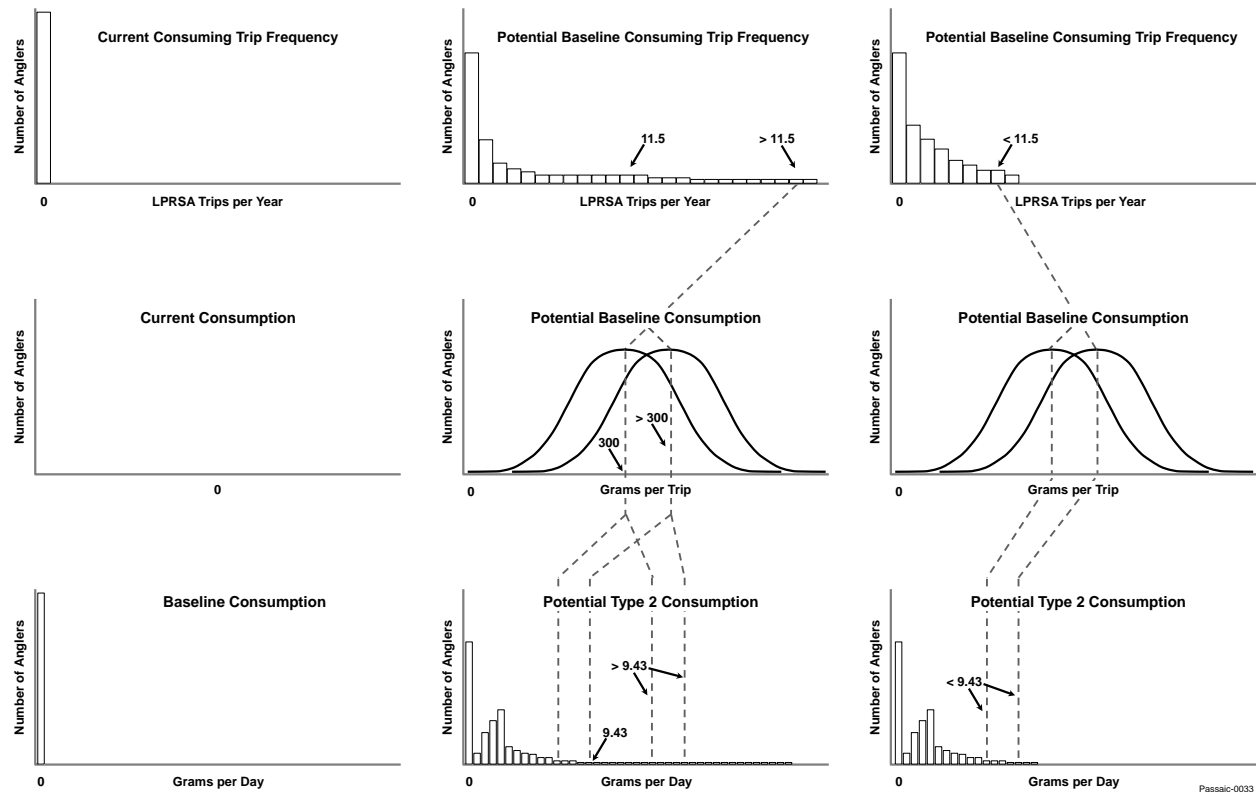 Number of Anglers
Current Consuming Trip Frequency
0
LPRSA Trips per Year
Number of Anglers
Potential Baseline Consuming Trip Frequency
11.5
> 11.5
0
LPRSA Trips per Year
Number of Anglers
Potential Baseline Consuming Trip Frequency
< 11.5
0
LPRSA Trips per Year
Number of Anglers
Current Consumption
0
Number of Anglers
Potential Baseline Consumption
> 300
300
0
Grams per Trip
Number of Anglers
Potential Baseline Consumption
0
Grams per Trip
Number of Anglers
Baseline Consumption
0
Grams per Day
Number of Anglers
Potential Type 2 Consumption
> 9.43
9.43
0
Grams per Day
Number of Anglers
Potential Type 2 Consumption
< 9.43
0
Grams per Day
Passaic-0033